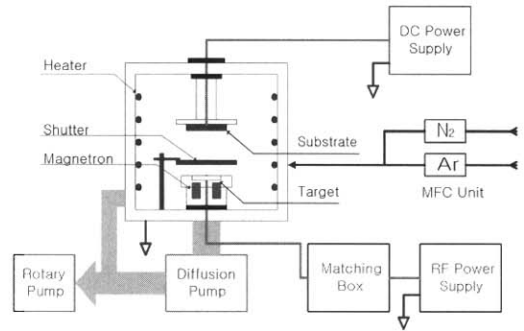 DC Power
Supply
Heater
N2
Substrate
Shutter
Ar
Magnetron
MFC Unit
Target
Rotary
Pump
Diffusion
Pump
Matching
Box
RF Power
Supply